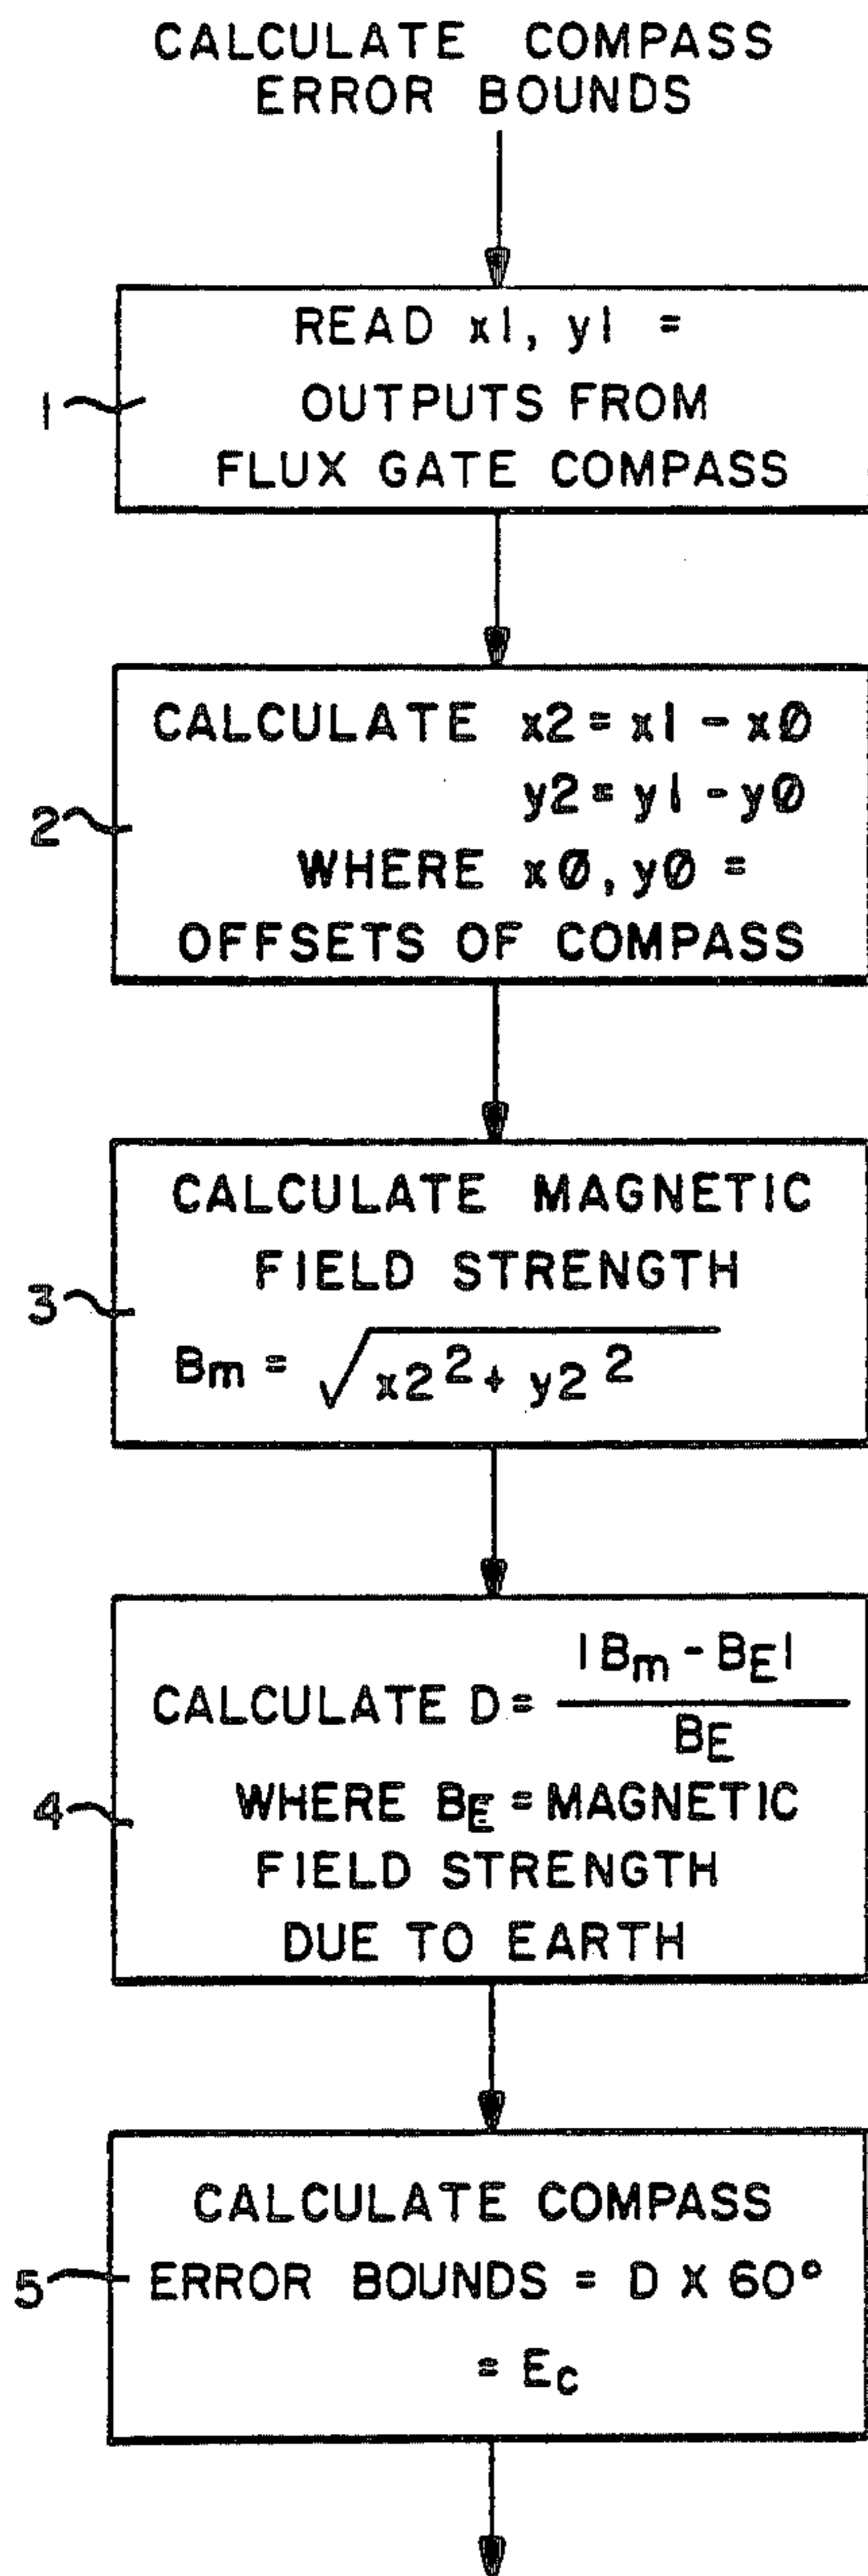 CALCULATE COMPASS
ERROR BOUNDS
1
READ x1, y1 =
OUTPUTS FROM
FLUX GATE COMPASS
2
CALCULATE x2 = x1 - xØ
y2 = y1 - yØ
WHERE xØ, yØ =
OFFSETS OF COMPASS
3
CALCULATE MAGNETIC
FIELD STRENGTH
Bm = √x2² + y2²
4
|Bm - BE|
CALCULATE D =
BE
WHERE BE = MAGNETIC
FIELD STRENGTH
DUE TO EARTH
5
CALCULATE COMPASS
ERROR BOUNDS = D X 60°
= Ec